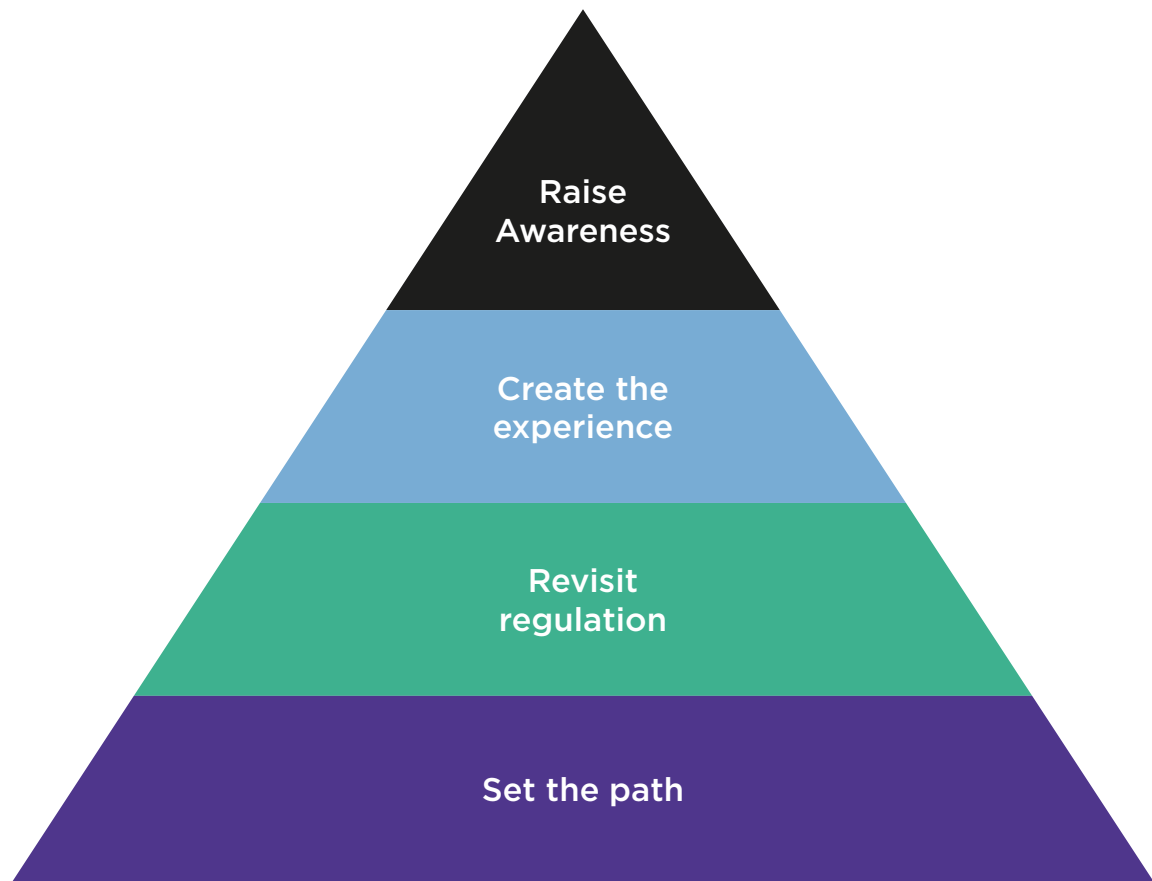 Raise
Awareness
Create the
experience
Revisit
regulation
Set the path